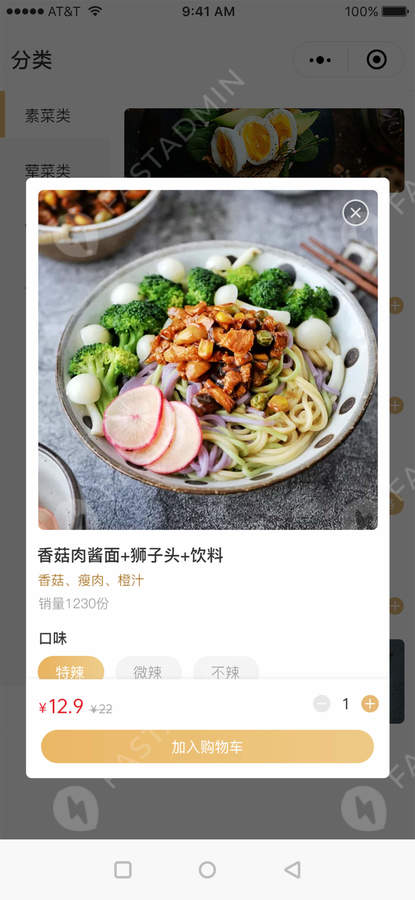 AT&T 9:41 AM 100%
分类
素菜类
荤菜类
香菇肉酱面+狮子头+饮料
香菇、瘦肉、橙汁
销量1230份
口味
特辣 微辣 不辣
¥12.9 ¥22 1
加入购物车
FASTADMIN
FASTADMIN